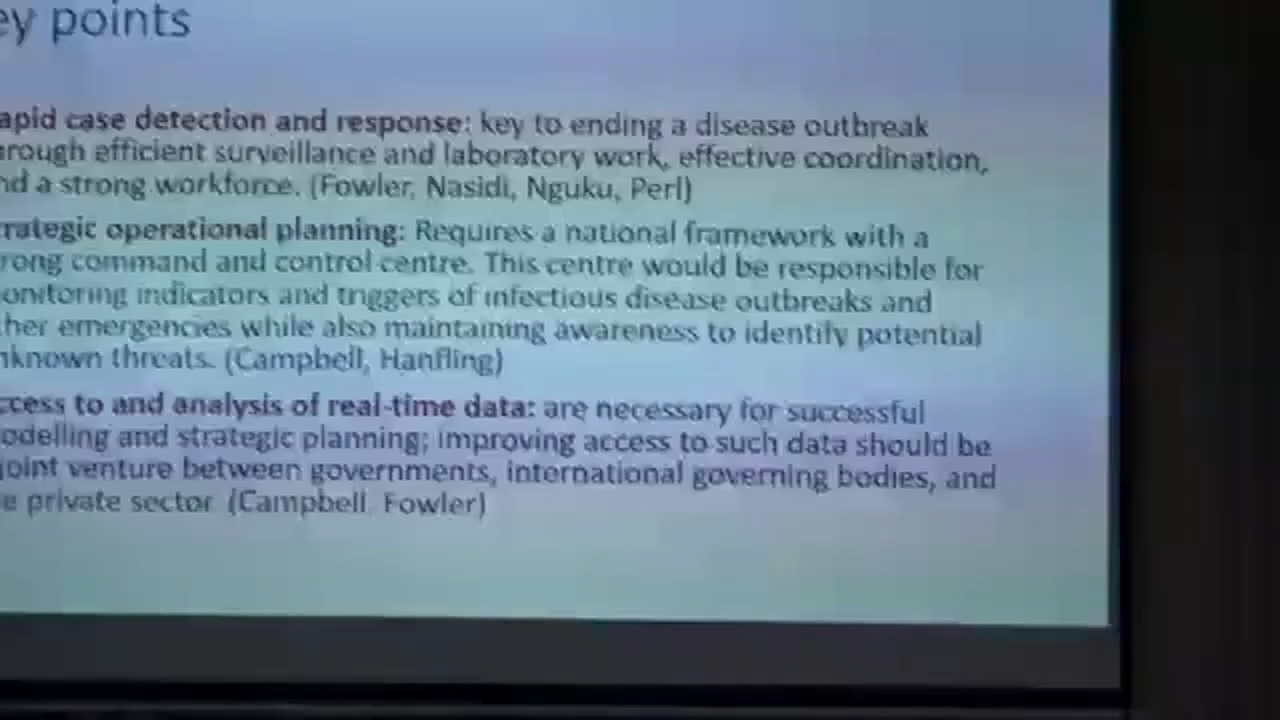 ey points
apid case detection and response: key to ending a disease outbreak
rough efficient surveillance and laboratory work, effective coordination,
nd a strong workforce. (Fowler, Nasidi, Nguku, Perl)
rategic operational planning: Requires a national framework with a
rong command and control centre. This centre would be responsible for
onitoring indicators and triggers of infectious disease outbreaks and
her emergencies while also maintaining awareness to identify potential
nknown threats. (Campbell, Hanfling)
ccess to and analysis of real-time data: are necessary for successful
odelling and strategic planning; improving access to such data should be
joint venture between governments, international governing bodies, and
e private sector (Campbell, Fowler)